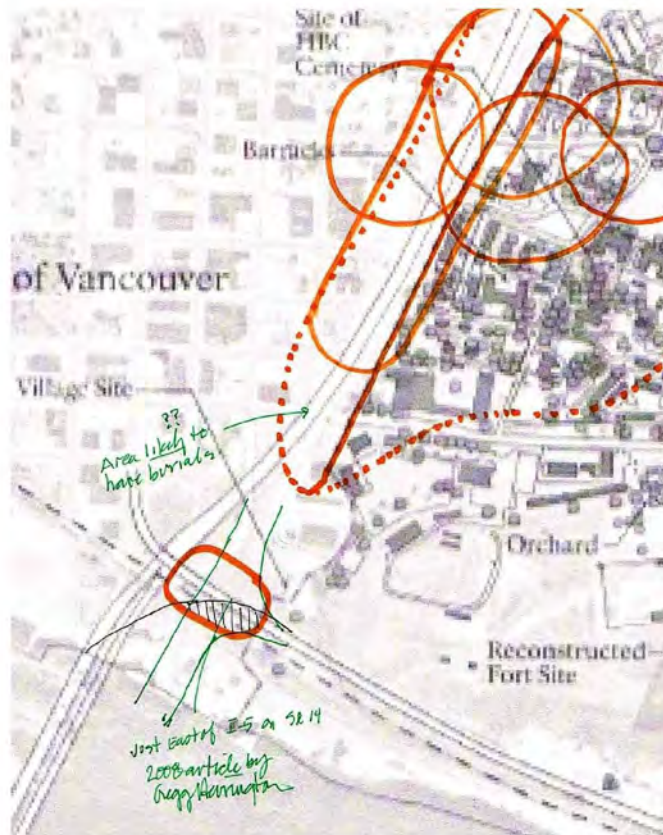 Site of
HBC
Cemetery
Barracks
of Vancouver
Village Site
??
Area likely to
have burials
Orchard
Reconstructed
Fort Site
Just East of I-5 on SR 14
2008 article by
Gregg Herrington